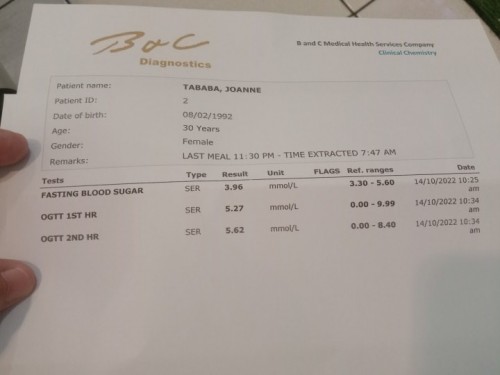 B & C
Diagnostics
B and C Medical Health Services Company
Clinical Chemistry
Patient name: TABABA, JOANNE
Patient ID: 2
Date of birth: 08/02/1992
Age: 30 Years
Gender: Female
Remarks: LAST MEAL 11:30 PM - TIME EXTRACTED 7:47 AM
Tests Type Result Unit FLAGS Ref. ranges Date
FASTING BLOOD SUGAR SER 3.96 mmol/L 3.30 - 5.60 14/10/2022 10:25 am
OGTT 1ST HR SER 5.27 mmol/L 0.00 - 9.99 14/10/2022 10:34 am
OGTT 2ND HR SER 5.62 mmol/L 0.00 - 8.40 14/10/2022 10:34 am